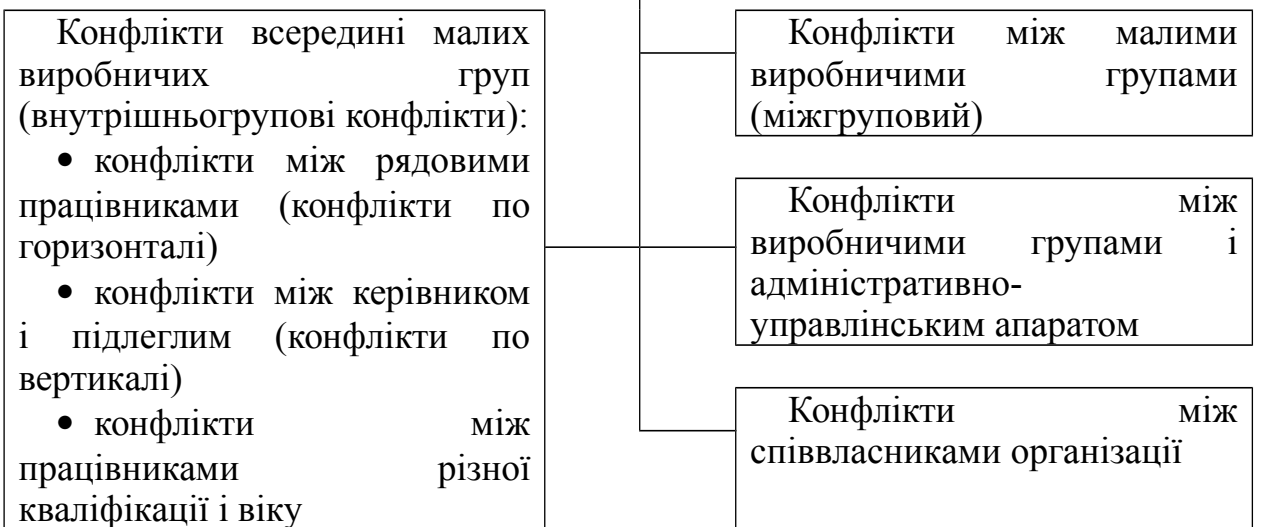 Конфлікти всередині малих
виробничих груп
(внутрішньогрупові конфлікти):
• конфлікти між рядовими
працівниками (конфлікти по
горизонталі)
• конфлікти між керівником
і підлеглим (конфлікти по
вертикалі)
• конфлікти між
працівниками різної
кваліфікації і віку
Конфлікти між малими
виробничими групами
(міжгруповий)
Конфлікти між
виробничими групами і
адміністративно-
управлінським апаратом
Конфлікти між
співвласниками організації